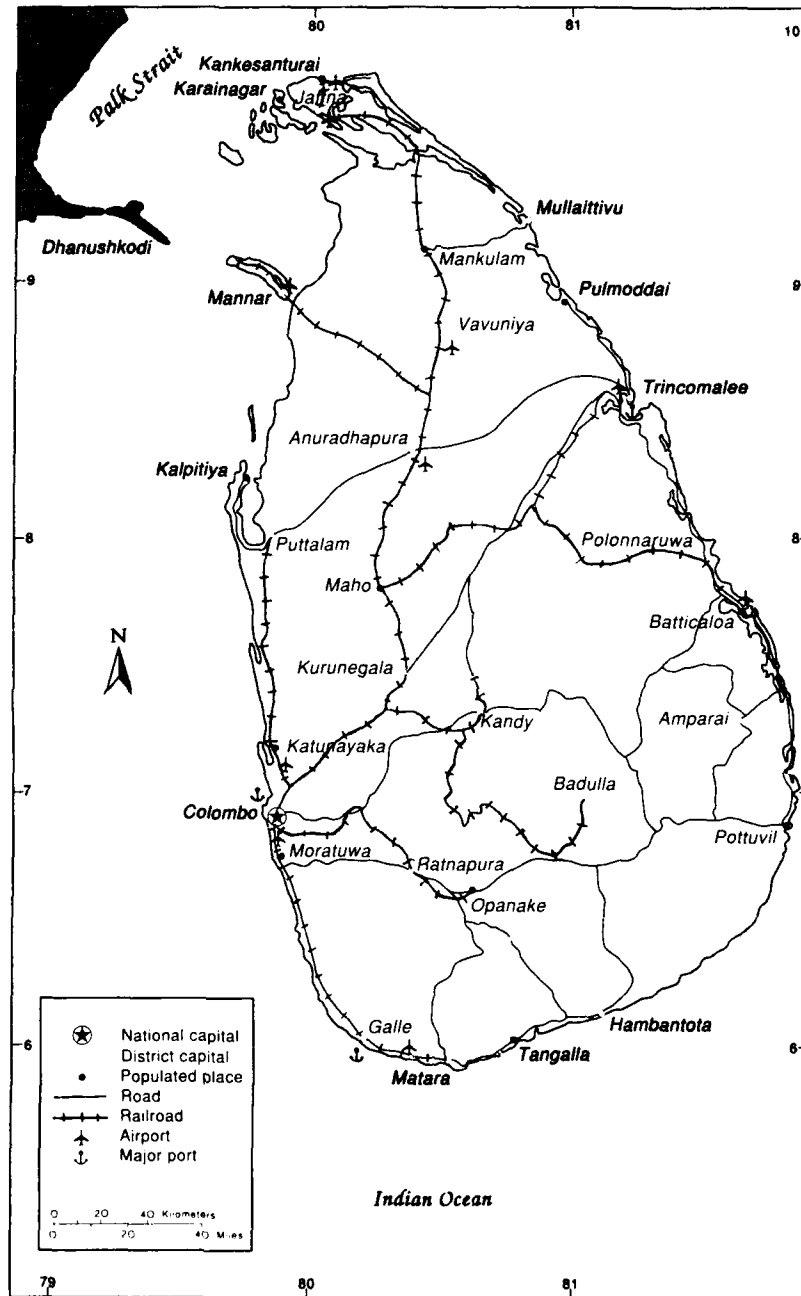 80 81 10
Palk Strait
Kankesanturai
Karainagar
Jaffna
Mullaittivu
Dhanushkodi
Mankulam
9 9
Pulmoddai
Mannar
Vavuniya
Trincomalee
Anuradhapura
Kalpitiya
8 8
Puttalam
Polonnaruwa
Maho
Batticaloa
N
Kurunegala
Kandy
Amparai
Katunayaka
7 7
Badulla
Colombo
Pottuvil
Moratuwa
Ratnapura
Opanake
Hambantota
Galle
6 6
Tangalla
Matara
National capital
District capital
Populated place
Road
Railroad
Airport
Major port
0 20 40 Kilometers
0 20 40 Miles
Indian Ocean
79 80 81